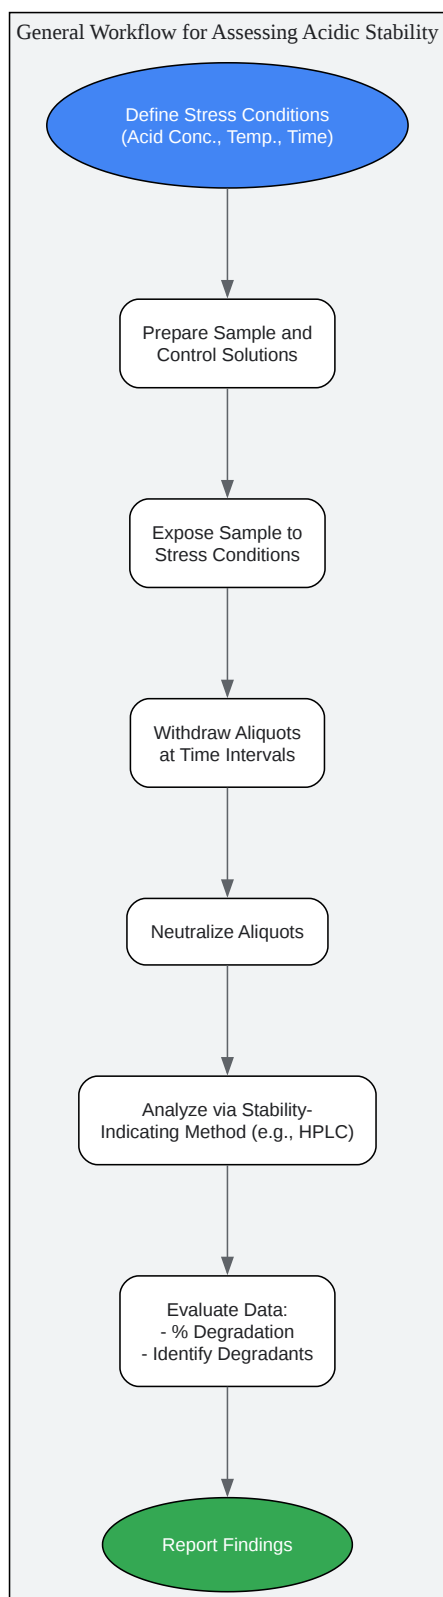 General Workflow for Assessing Acidic Stability
Define Stress Conditions
(Acid Conc., Temp., Time)
Prepare Sample and
Control Solutions
Expose Sample to
Stress Conditions
Withdraw Aliquots
at Time Intervals
Neutralize Aliquots
Analyze via Stability-
Indicating Method (e.g., HPLC)
Evaluate Data:
- % Degradation
- Identify Degradants
Report Findings